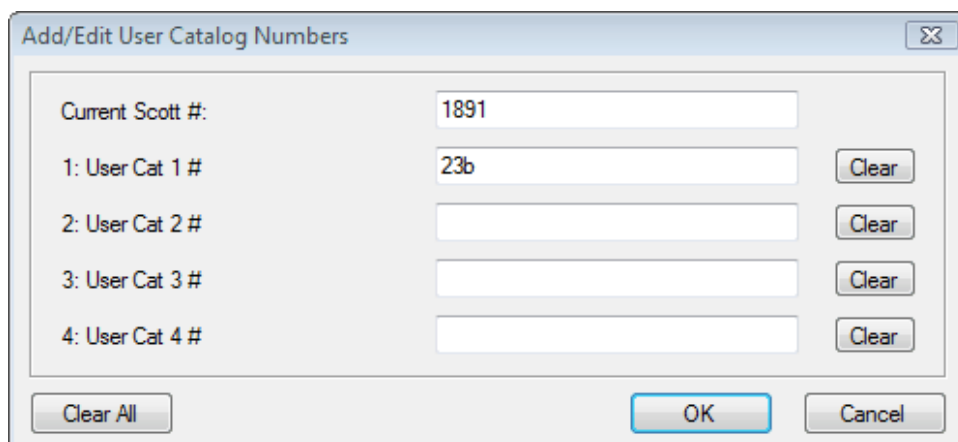 Add/Edit User Catalog Numbers
Current Scott #: 1891
1: User Cat 1 # 23b Clear
2: User Cat 2 # Clear
3: User Cat 3 # Clear
4: User Cat 4 # Clear
Clear All OK Cancel